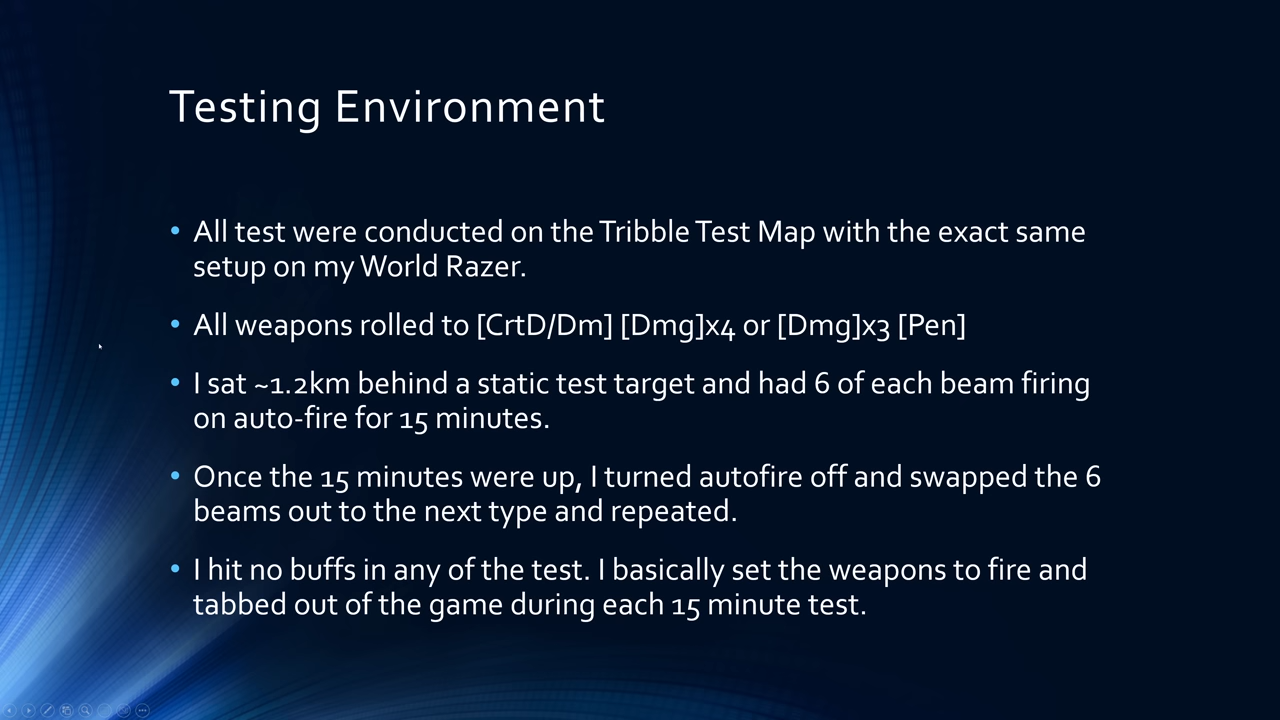 Testing Environment
• All test were conducted on the Tribble Test Map with the exact same
setup on my World Razer.
• All weapons rolled to [CrtD/Dm] [Dmg]x4 or [Dmg]x3 [Pen]
• I sat ~1.2km behind a static test target and had 6 of each beam firing
on auto-fire for 15 minutes.
• Once the 15 minutes were up, I turned autofire off and swapped the 6
beams out to the next type and repeated.
• I hit no buffs in any of the test. I basically set the weapons to fire and
tabbed out of the game during each 15 minute test.